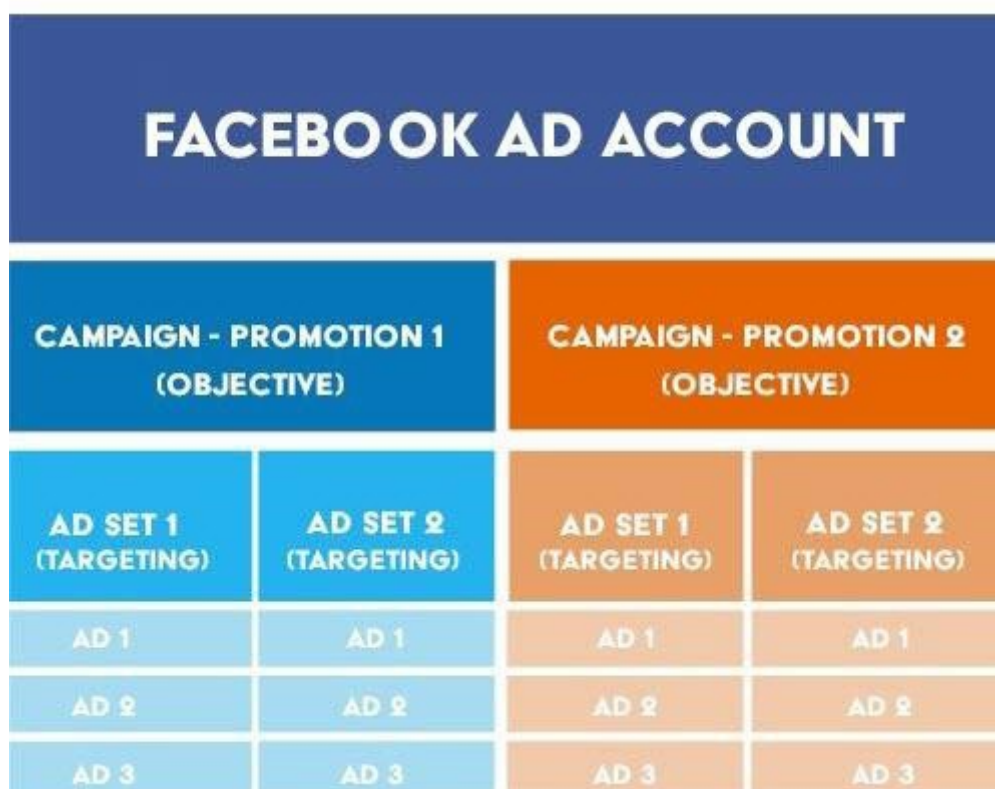 FACEBOOK AD ACCOUNT
CAMPAIGN - PROMOTION 1
(OBJECTIVE)
CAMPAIGN - PROMOTION 2
(OBJECTIVE)
AD SET 1
(TARGETING)
AD SET 2
(TARGETING)
AD SET 1
(TARGETING)
AD SET 2
(TARGETING)
AD 1
AD 1
AD 1
AD 1
AD 2
AD 2
AD 2
AD 2
AD 3
AD 3
AD 3
AD 3